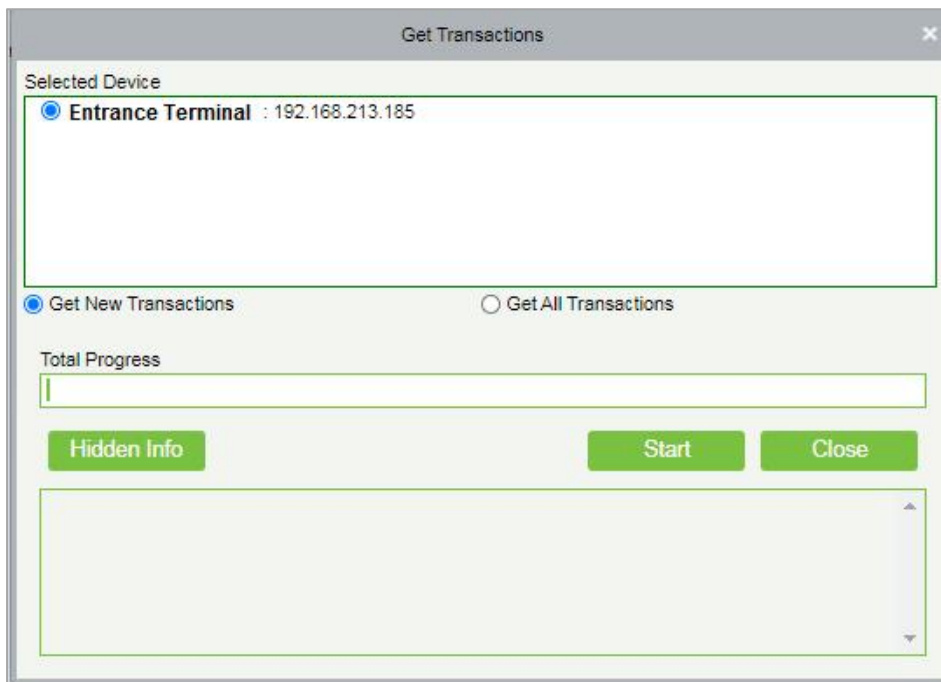 Get Transactions
Selected Device
Entrance Terminal : 192.168.213.185
Get New Transactions Get All Transactions
Total Progress
Hidden Info Start Close